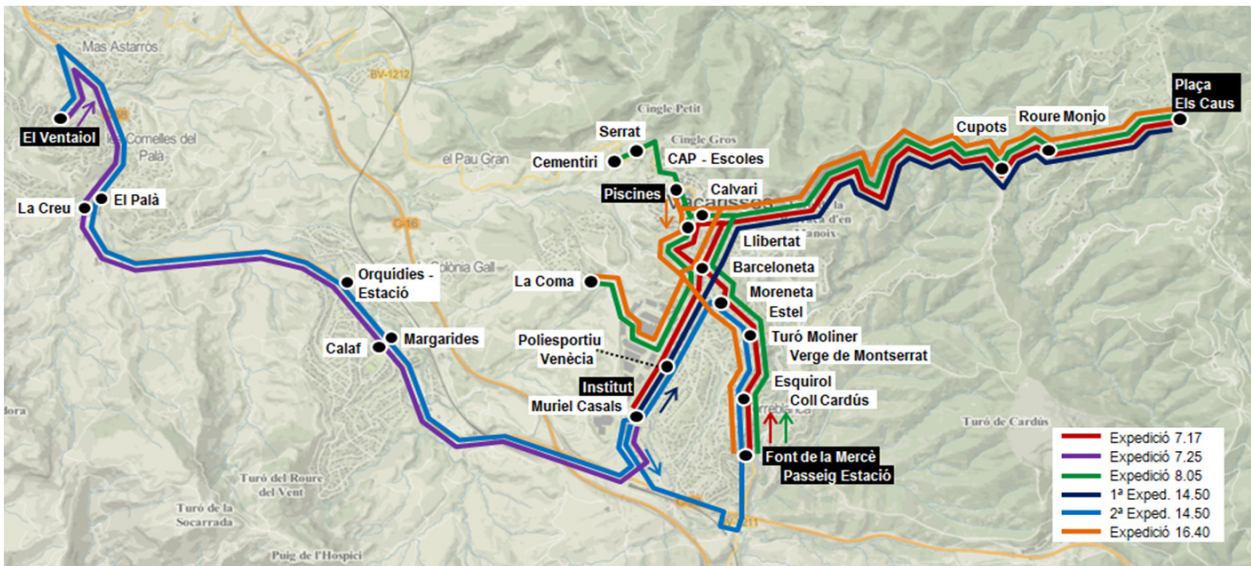 Mas Astarròs
BV-1212
El Ventaiol
Cornelles del
Palà
el Pau Gran
Cingle Petit
Serrat
Cingle Gros
Cementiri
CAP - Escoles
Piscines
Calvari
Cupots
Roure Monjo
Plaça
Els Caus
La Creu
El Palà
C-16
Colònia Gall
Orquídies -
Estació
La Coma
Llibertat
Barceloneta
Moreneta
Estel
Calaf
Margarides
Poliesportiu
Venècia
Turó Moliner
Verge de Montserrat
Institut
Muriel Casals
Esquirol
Coll Cardús
Font de la Mercè
Passeig Estació
Turó de Cardús
Turó del Roure
del Vent
Turó de la
Socarrada
Puig de l'Hospici
Expedició 7.17
Expedició 7.25
Expedició 8.05
1ª Exped. 14.50
2ª Exped. 14.50
Expedició 16.40